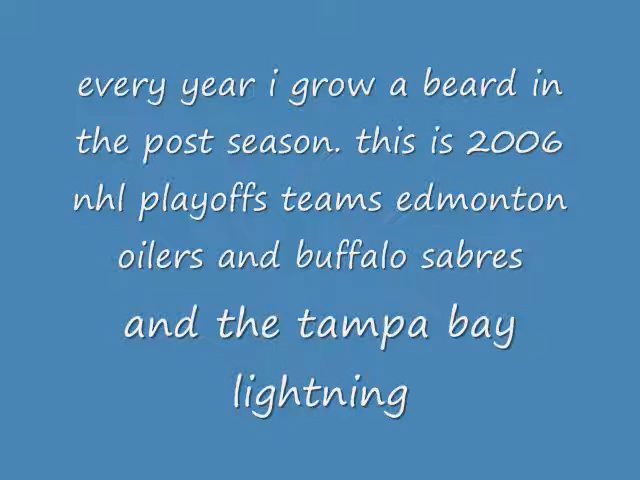 every year i grow a beard in
the post season. this is 2006
nhl playoffs teams edmonton
oilers and buffalo sabres
and the tampa bay
lightning